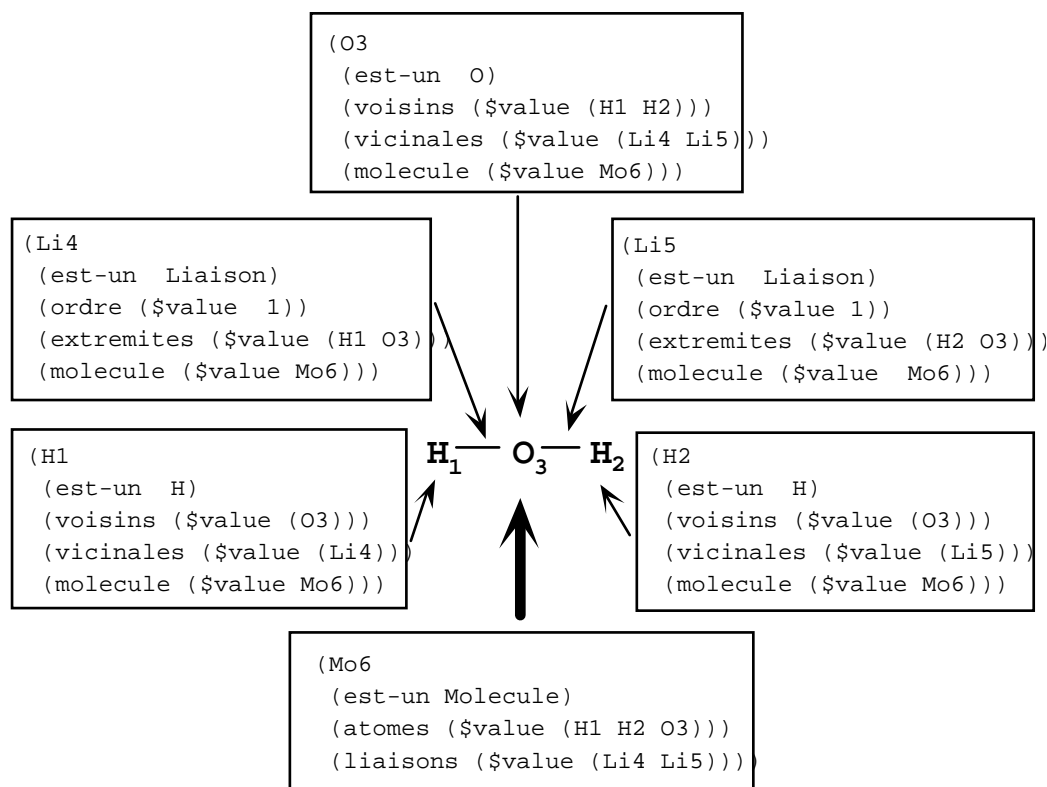 (O3
(est-un O)
(voisins ($value (H1 H2)))
(vicinales ($value (Li4 Li5)))
(molecule ($value Mo6)))
(Li4
(est-un Liaison)
(ordre ($value 1))
(extremites ($value (H1 O3)))
(molecule ($value Mo6)))
(Li5
(est-un Liaison)
(ordre ($value 1))
(extremites ($value (H2 O3)))
(molecule ($value Mo6)))
H1 O3 H2
(H1
(est-un H)
(voisins ($value (O3)))
(vicinales ($value (Li4)))
(molecule ($value Mo6)))
(H2
(est-un H)
(voisins ($value (O3)))
(vicinales ($value (Li5)))
(molecule ($value Mo6)))
(Mo6
(est-un Molecule)
(atomes ($value (H1 H2 O3)))
(liaisons ($value (Li4 Li5))))